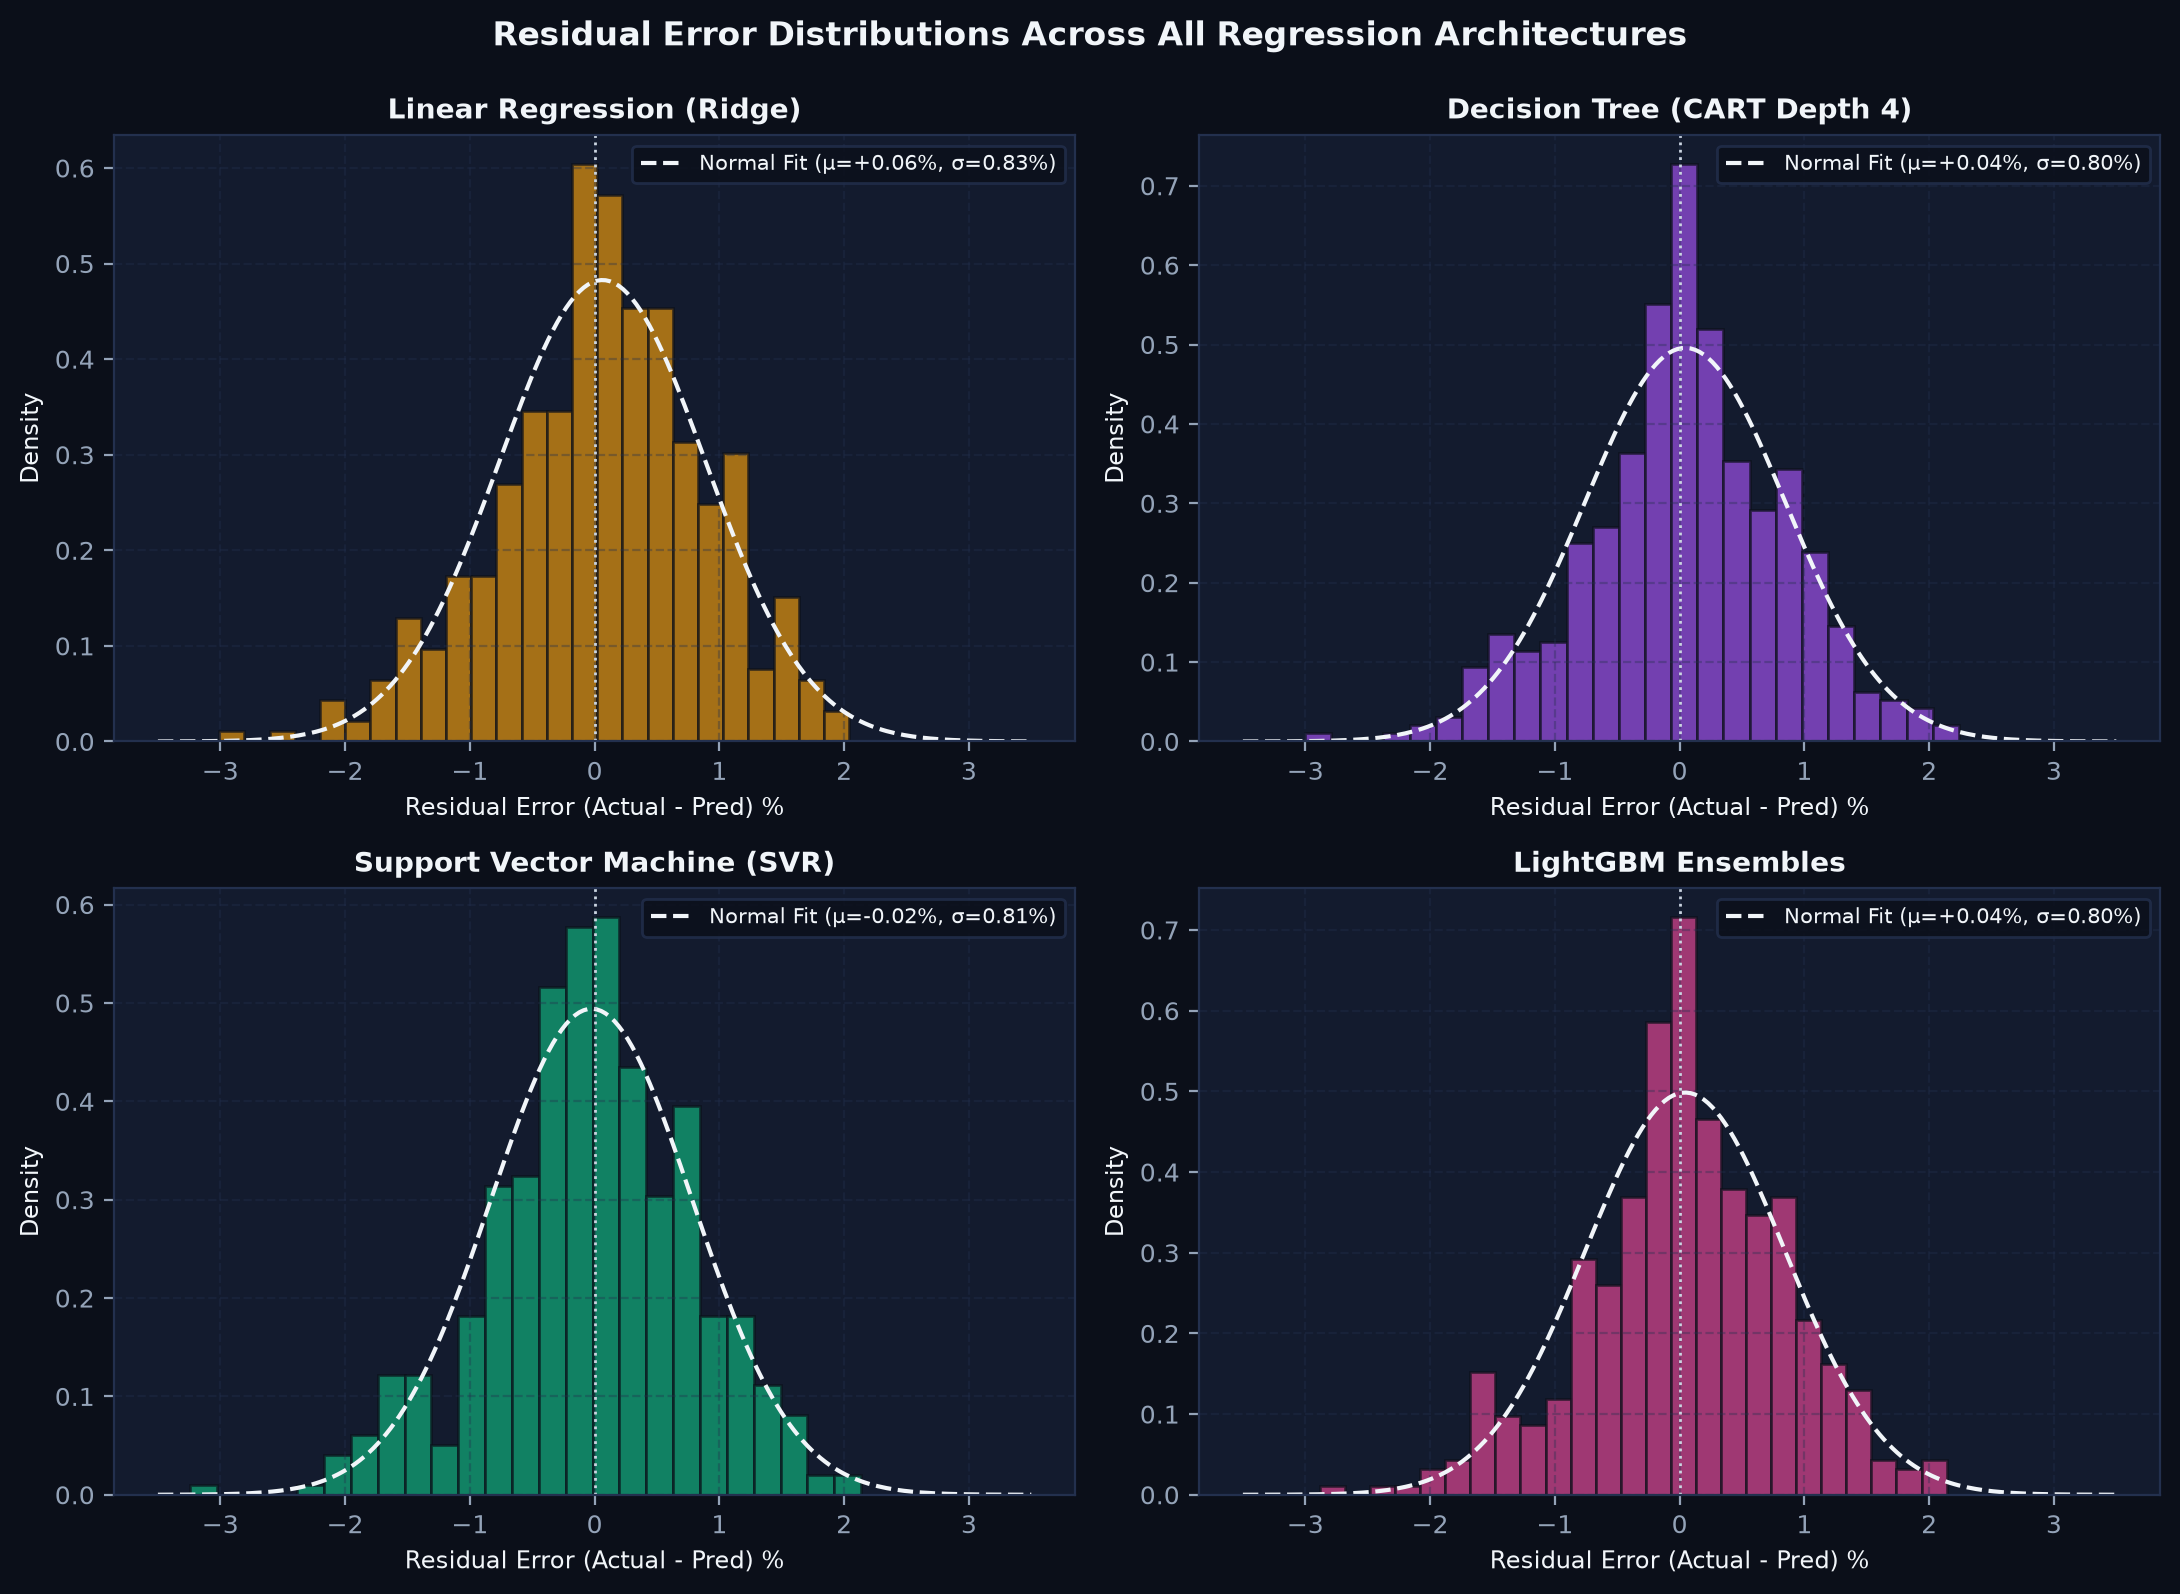 Residual Error Distributions Across All Regression Architectures
Linear Regression (Ridge)
Normal Fit (μ=+0.06%, σ=0.83%)
Density
0.6
0.5
0.4
0.3
0.2
0.1
0.0
−3 −2 −1 0 1 2 3
Residual Error (Actual - Pred) %
Decision Tree (CART Depth 4)
Normal Fit (μ=+0.04%, σ=0.80%)
Density
0.7
0.6
0.5
0.4
0.3
0.2
0.1
0.0
−3 −2 −1 0 1 2 3
Residual Error (Actual - Pred) %
Support Vector Machine (SVR)
Normal Fit (μ=-0.02%, σ=0.81%)
Density
0.6
0.5
0.4
0.3
0.2
0.1
0.0
−3 −2 −1 0 1 2 3
Residual Error (Actual - Pred) %
LightGBM Ensembles
Normal Fit (μ=+0.04%, σ=0.80%)
Density
0.7
0.6
0.5
0.4
0.3
0.2
0.1
0.0
−3 −2 −1 0 1 2 3
Residual Error (Actual - Pred) %